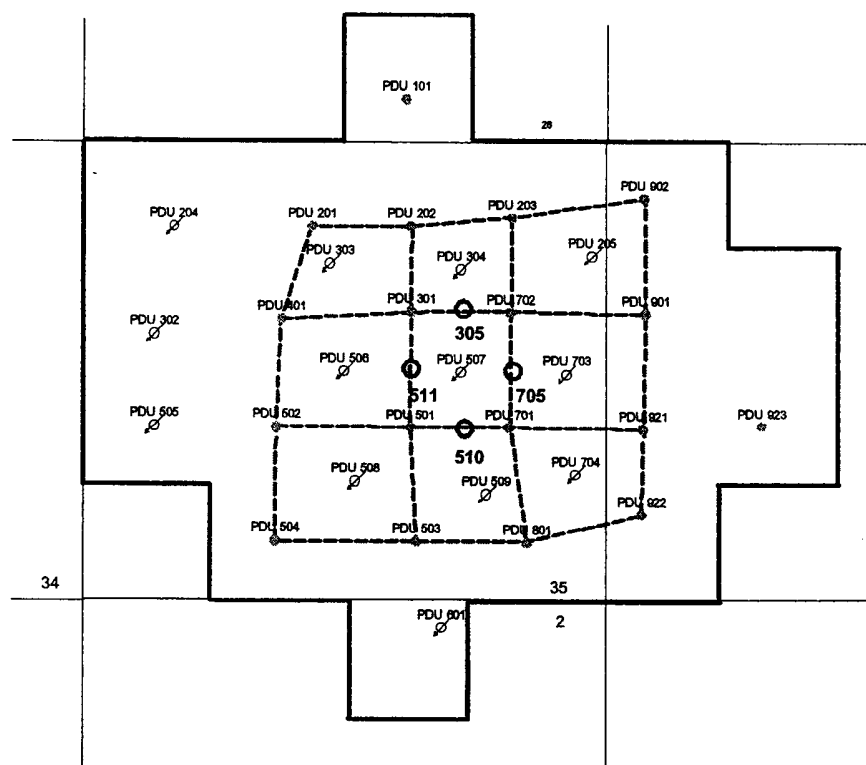 PDU 101
28
PDU 902
PDU 204
PDU 201
PDU 202
PDU 203
PDU 303
PDU 304
PDU 205
PDU 401
PDU 301
PDU 702
PDU 901
PDU 302
305
PDU 506
PDU 507
PDU 703
511
705
PDU 505
PDU 502
PDU 501
PDU 701
PDU 921
PDU 923
510
PDU 508
PDU 509
PDU 704
PDU 922
PDU 504
PDU 503
PDU 801
34
35
PDU 601
2